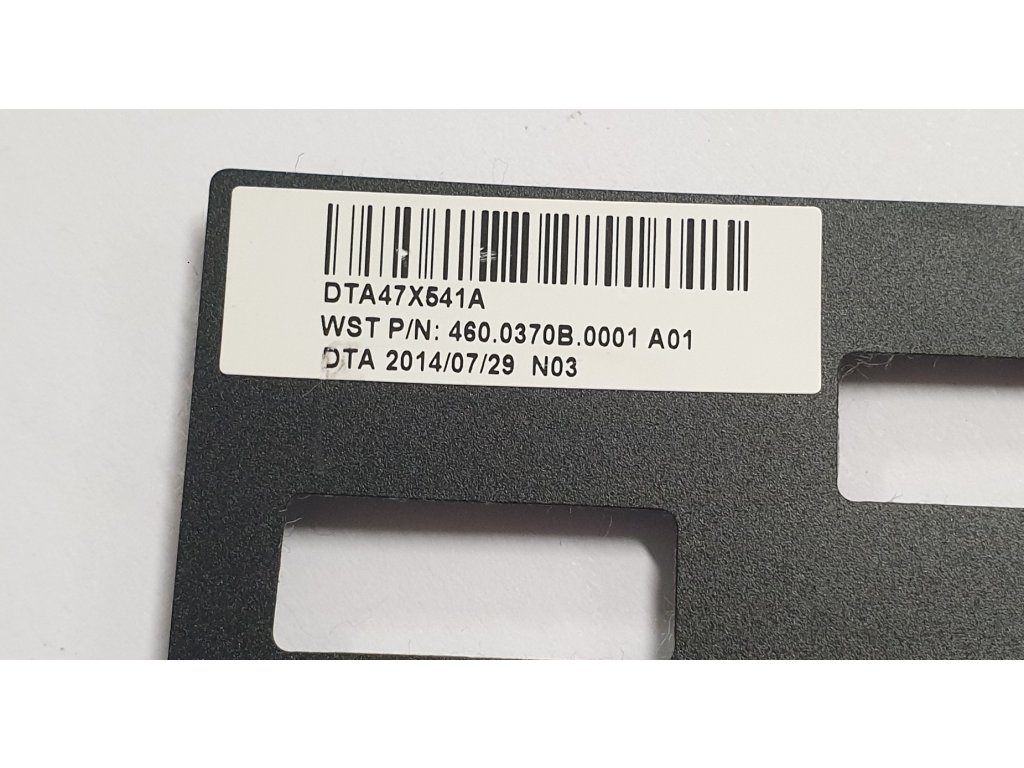 DTA47X541A
WST P/N: 460.0370B.0001 A01
DTA 2014/07/29 N03